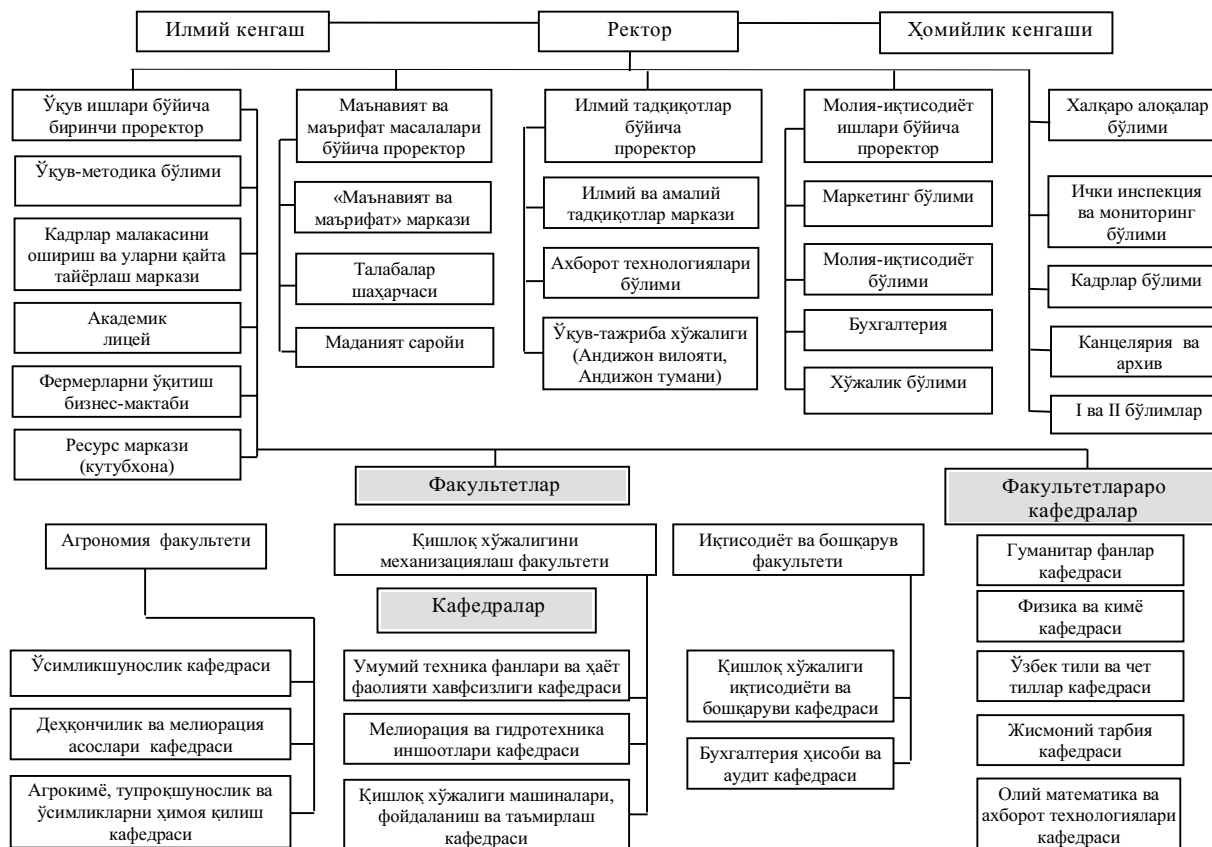 Илмий кенгаш
Ректор
Ҳомийлик кенгаши
Ўқув ишлари бўйича
биринчи проректор
Ўқув-методика бўлими
Кадрлар малакасини
ошириш ва уларни қайта
тайёрлаш маркази
Академик
лицей
Фермерларни ўқитиш
бизнес-мактаби
Ресурс маркази
(кутубхона)
Маънавият ва
маърифат масалалари
бўйича проректор
«Маънавият ва
маърифат» маркази
Талабалар
шаҳарчаси
Маданият саройи
Илмий тадқиқотлар
бўйича
проректор
Илмий ва амалий
тадқиқотлар маркази
Ахборот технологиялари
бўлими
Ўқув-тажриба хўжалиги
(Андижон вилояти,
Андижон тумани)
Молия-иқтисодиёт
ишлари бўйича
проректор
Маркетинг бўлими
Молия-иқтисодиёт
бўлими
Бухгалтерия
Хўжалик бўлими
Халқаро алоқалар
бўлими
Ички инспекция
ва мониторинг
бўлими
Кадрлар бўлими
Канцелярия ва
архив
I ва II бўлимлар
Факультетлар
Факультетлараро
кафедралар
Агрономия факультети
Ўсимликшунослик кафедраси
Деҳқончилик ва мелиорация
асослари кафедраси
Агрокимё, тупроқшунослик ва
ўсимликларни ҳимоя қилиш
кафедраси
Қишлоқ хўжалигини
механизациялаш факультети
Кафедралар
Умумий техника фанлари ва ҳаёт
фаолияти хавфсизлиги кафедраси
Мелиорация ва гидротехника
иншоотлари кафедраси
Қишлоқ хўжалиги машиналари,
фойдаланиш ва таъмирлаш
кафедраси
Иқтисодиёт ва бошқарув
факультети
Қишлоқ хўжалиги
иқтисодиёти ва
бошқаруви кафедраси
Бухгалтерия ҳисоби ва
аудит кафедраси
Гуманитар фанлар
кафедраси
Физика ва кимё
кафедраси
Ўзбек тили ва чет
тиллар кафедраси
Жисмоний тарбия
кафедраси
Олий математика ва
ахборот технологиялари
кафедраси